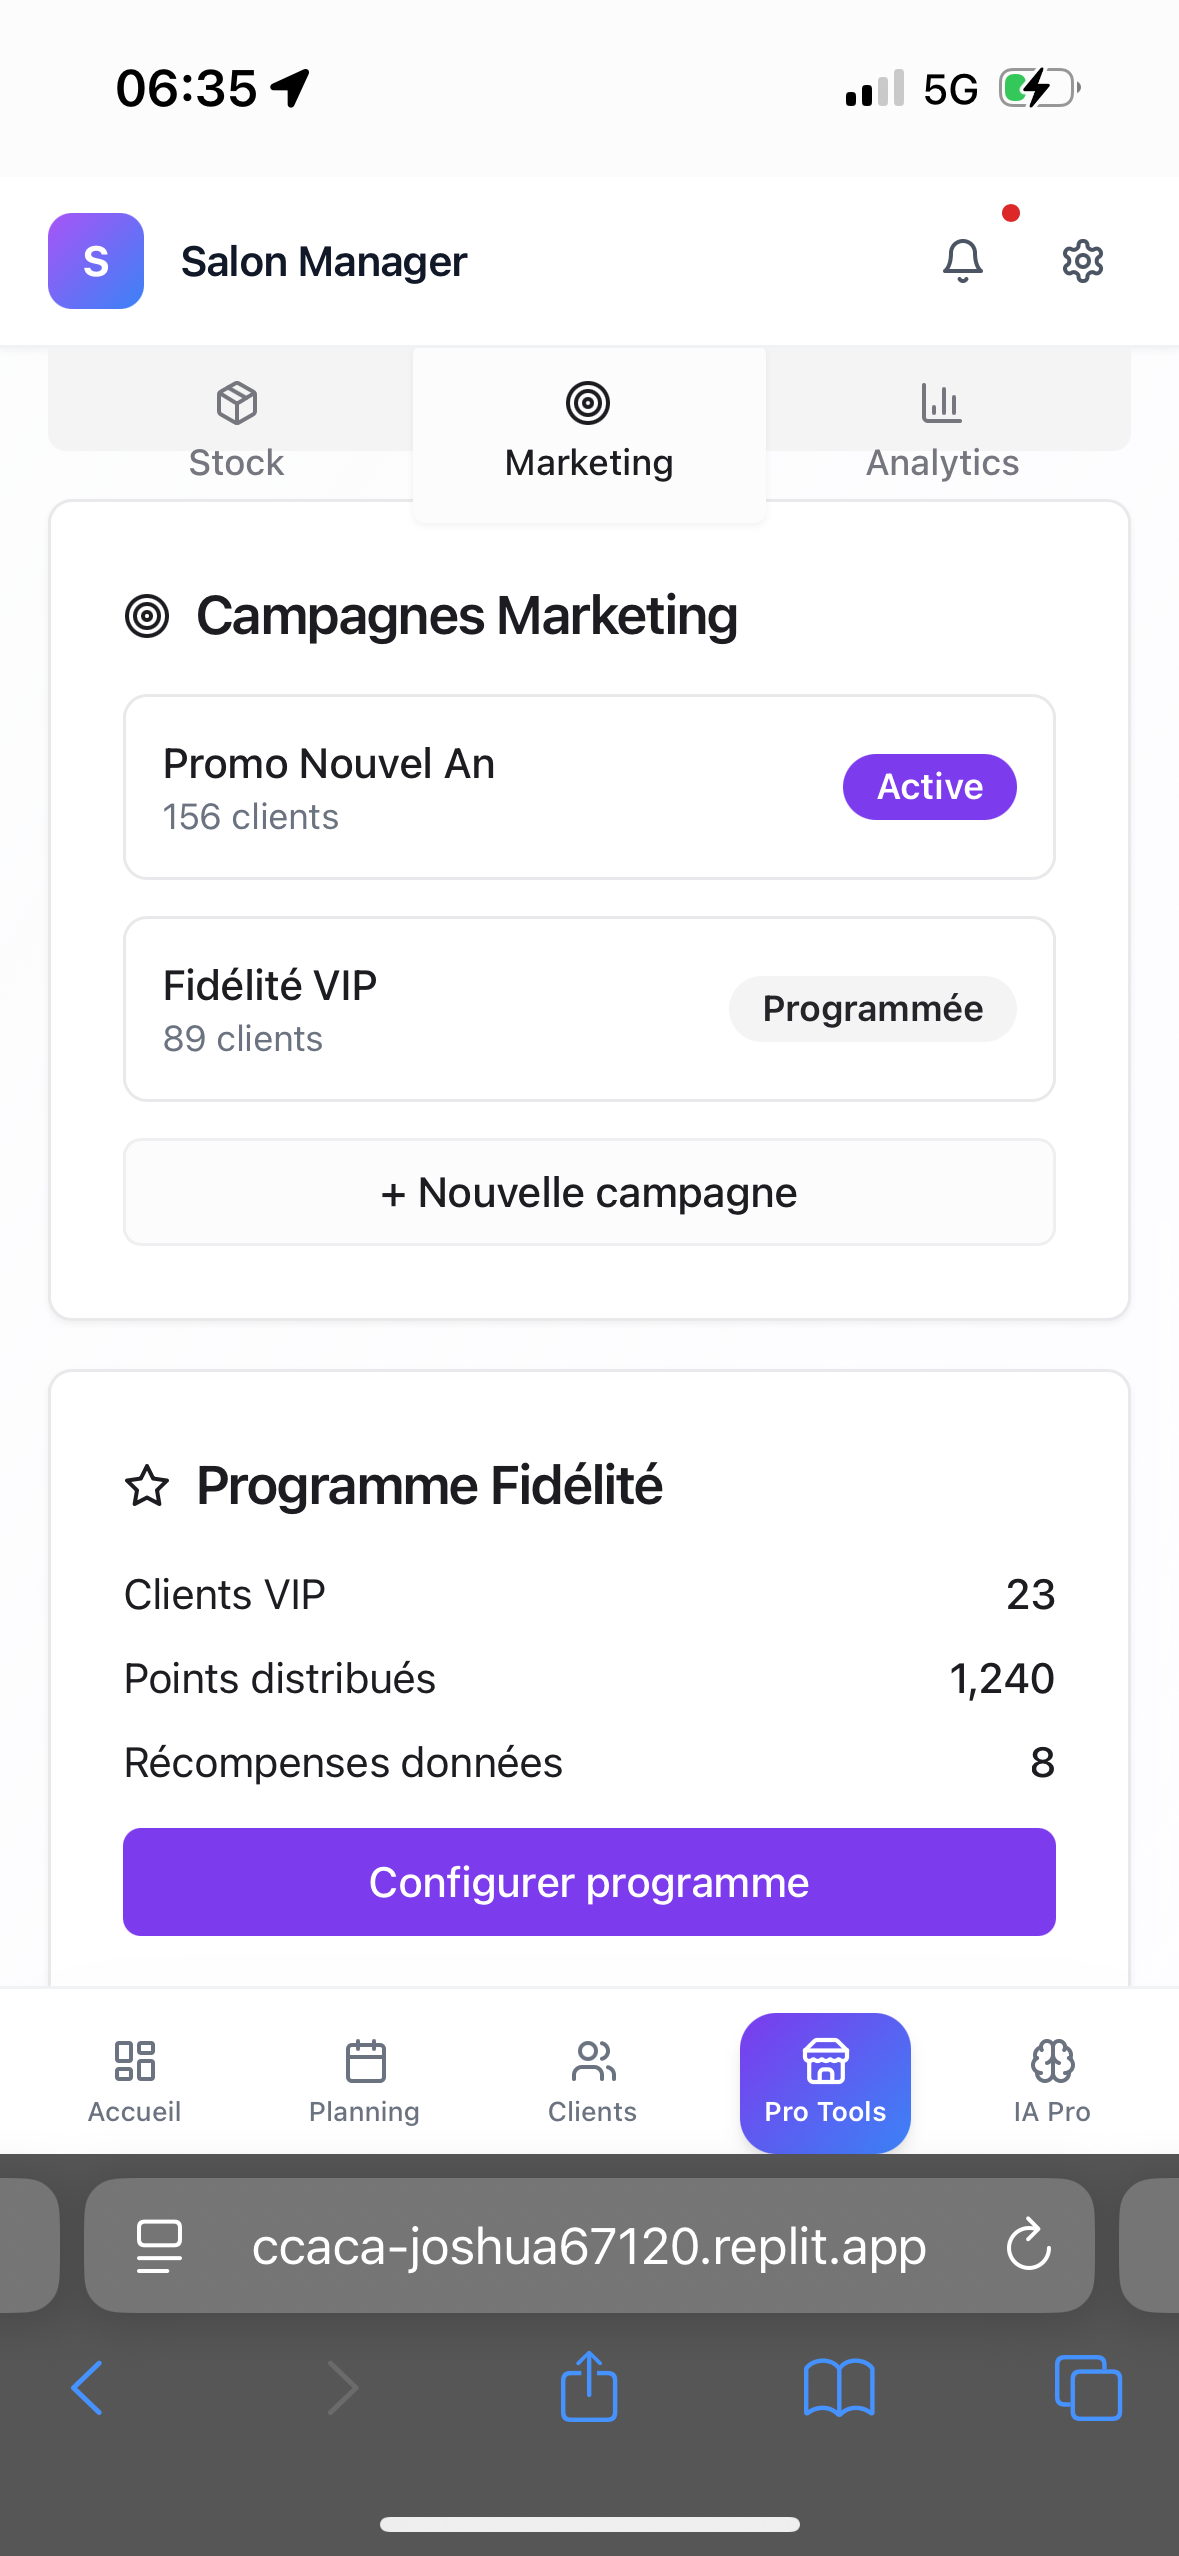 06:35
5G
S
Salon Manager
Stock
Marketing
Analytics
Campagnes Marketing
Promo Nouvel An
156 clients
Active
Fidélité VIP
89 clients
Programmée
+ Nouvelle campagne
Programme Fidélité
Clients VIP
23
Points distribués
1,240
Récompenses données
8
Configurer programme
Accueil
Planning
Clients
Pro Tools
IA Pro
ccaca-joshua67120.replit.app